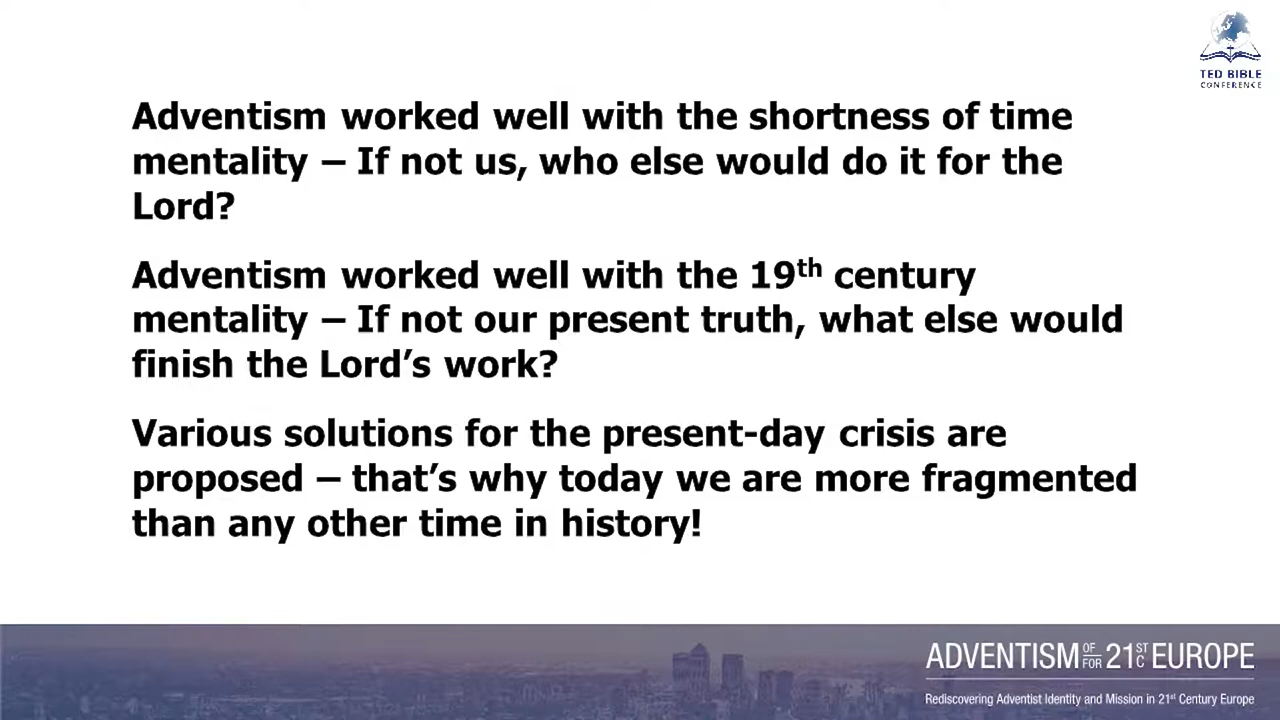 TED BIBLE
CONFERENCE
Adventism worked well with the shortness of time
mentality – If not us, who else would do it for the
Lord?
Adventism worked well with the 19th century
mentality – If not our present truth, what else would
finish the Lord’s work?
Various solutions for the present-day crisis are
proposed – that’s why today we are more fragmented
than any other time in history!
ADVENTISM OF FOR 21ST C EUROPE
Rediscovering Adventist Identity and Mission in 21st Century Europe